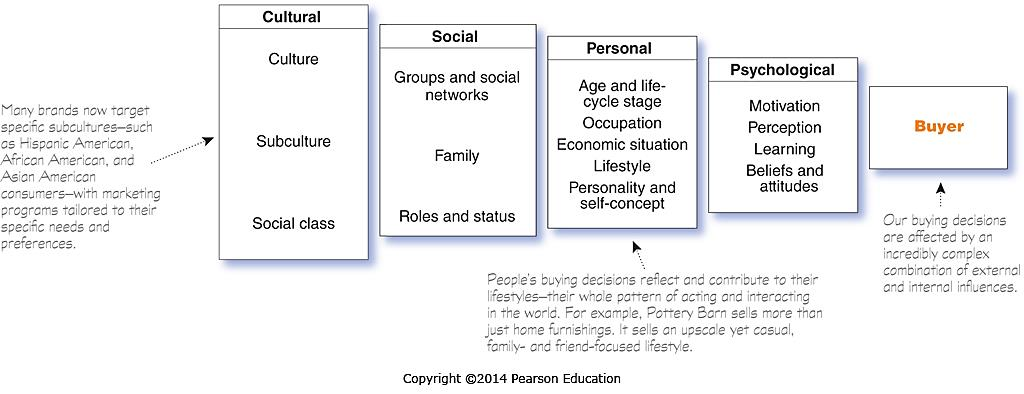 Cultural
Culture
Subculture
Social class
Social
Groups and social
networks
Family
Roles and status
Personal
Age and life-
cycle stage
Occupation
Economic situation
Lifestyle
Personality and
self-concept
Psychological
Motivation
Perception
Learning
Beliefs and
attitudes
Buyer
Many brands now target
specific subcultures—such
as Hispanic American,
African American, and
Asian American
consumers—with marketing
programs tailored to their
specific needs and
preferences.
People's buying decisions reflect and contribute to their
lifestyles—their whole pattern of acting and interacting
in the world. For example, Pottery Barn sells more than
just home furnishings. It sells an upscale yet casual,
family- and friend-focused lifestyle.
Our buying decisions
are affected by an
incredibly complex
combination of external
and internal influences.
Copyright ©2014 Pearson Education